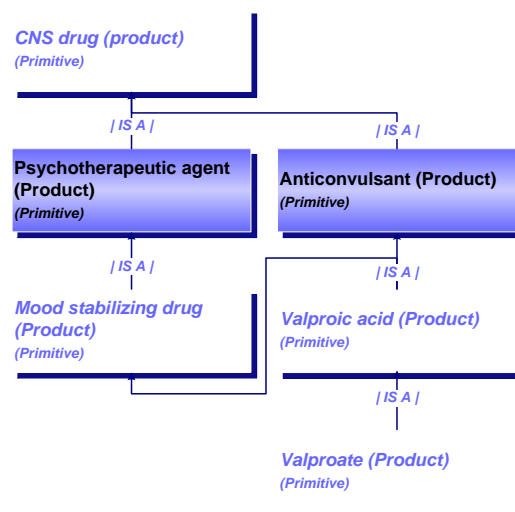 CNS drug (product)
(Primitive)
| IS A |
| IS A |
Psychotherapeutic agent
(Product)
(Primitive)
Anticonvulsant (Product)
(Primitive)
| IS A |
| IS A |
Mood stabilizing drug
(Product)
(Primitive)
Valproic acid (Product)
(Primitive)
| IS A |
Valproate (Product)
(Primitive)